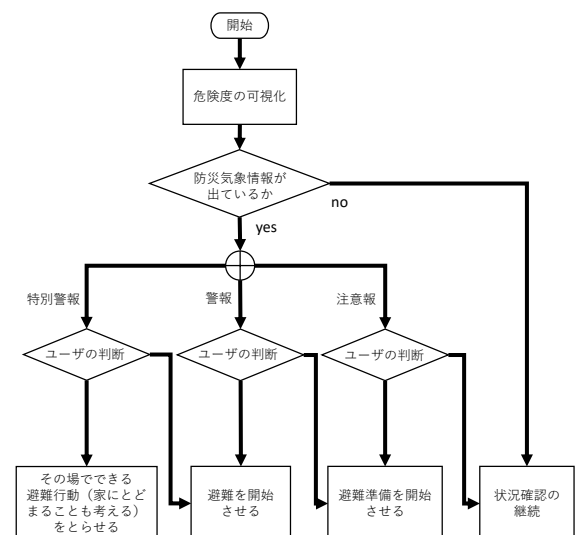 開始
危険度の可視化
防災気象情報が
出ているか
no
yes
特別警報
警報
注意報
ユーザの判断
ユーザの判断
ユーザの判断
その場でできる
避難行動（家にとど
まることも考える）
をとらせる
避難を開始
させる
避難準備を開始
させる
状況確認の
継続